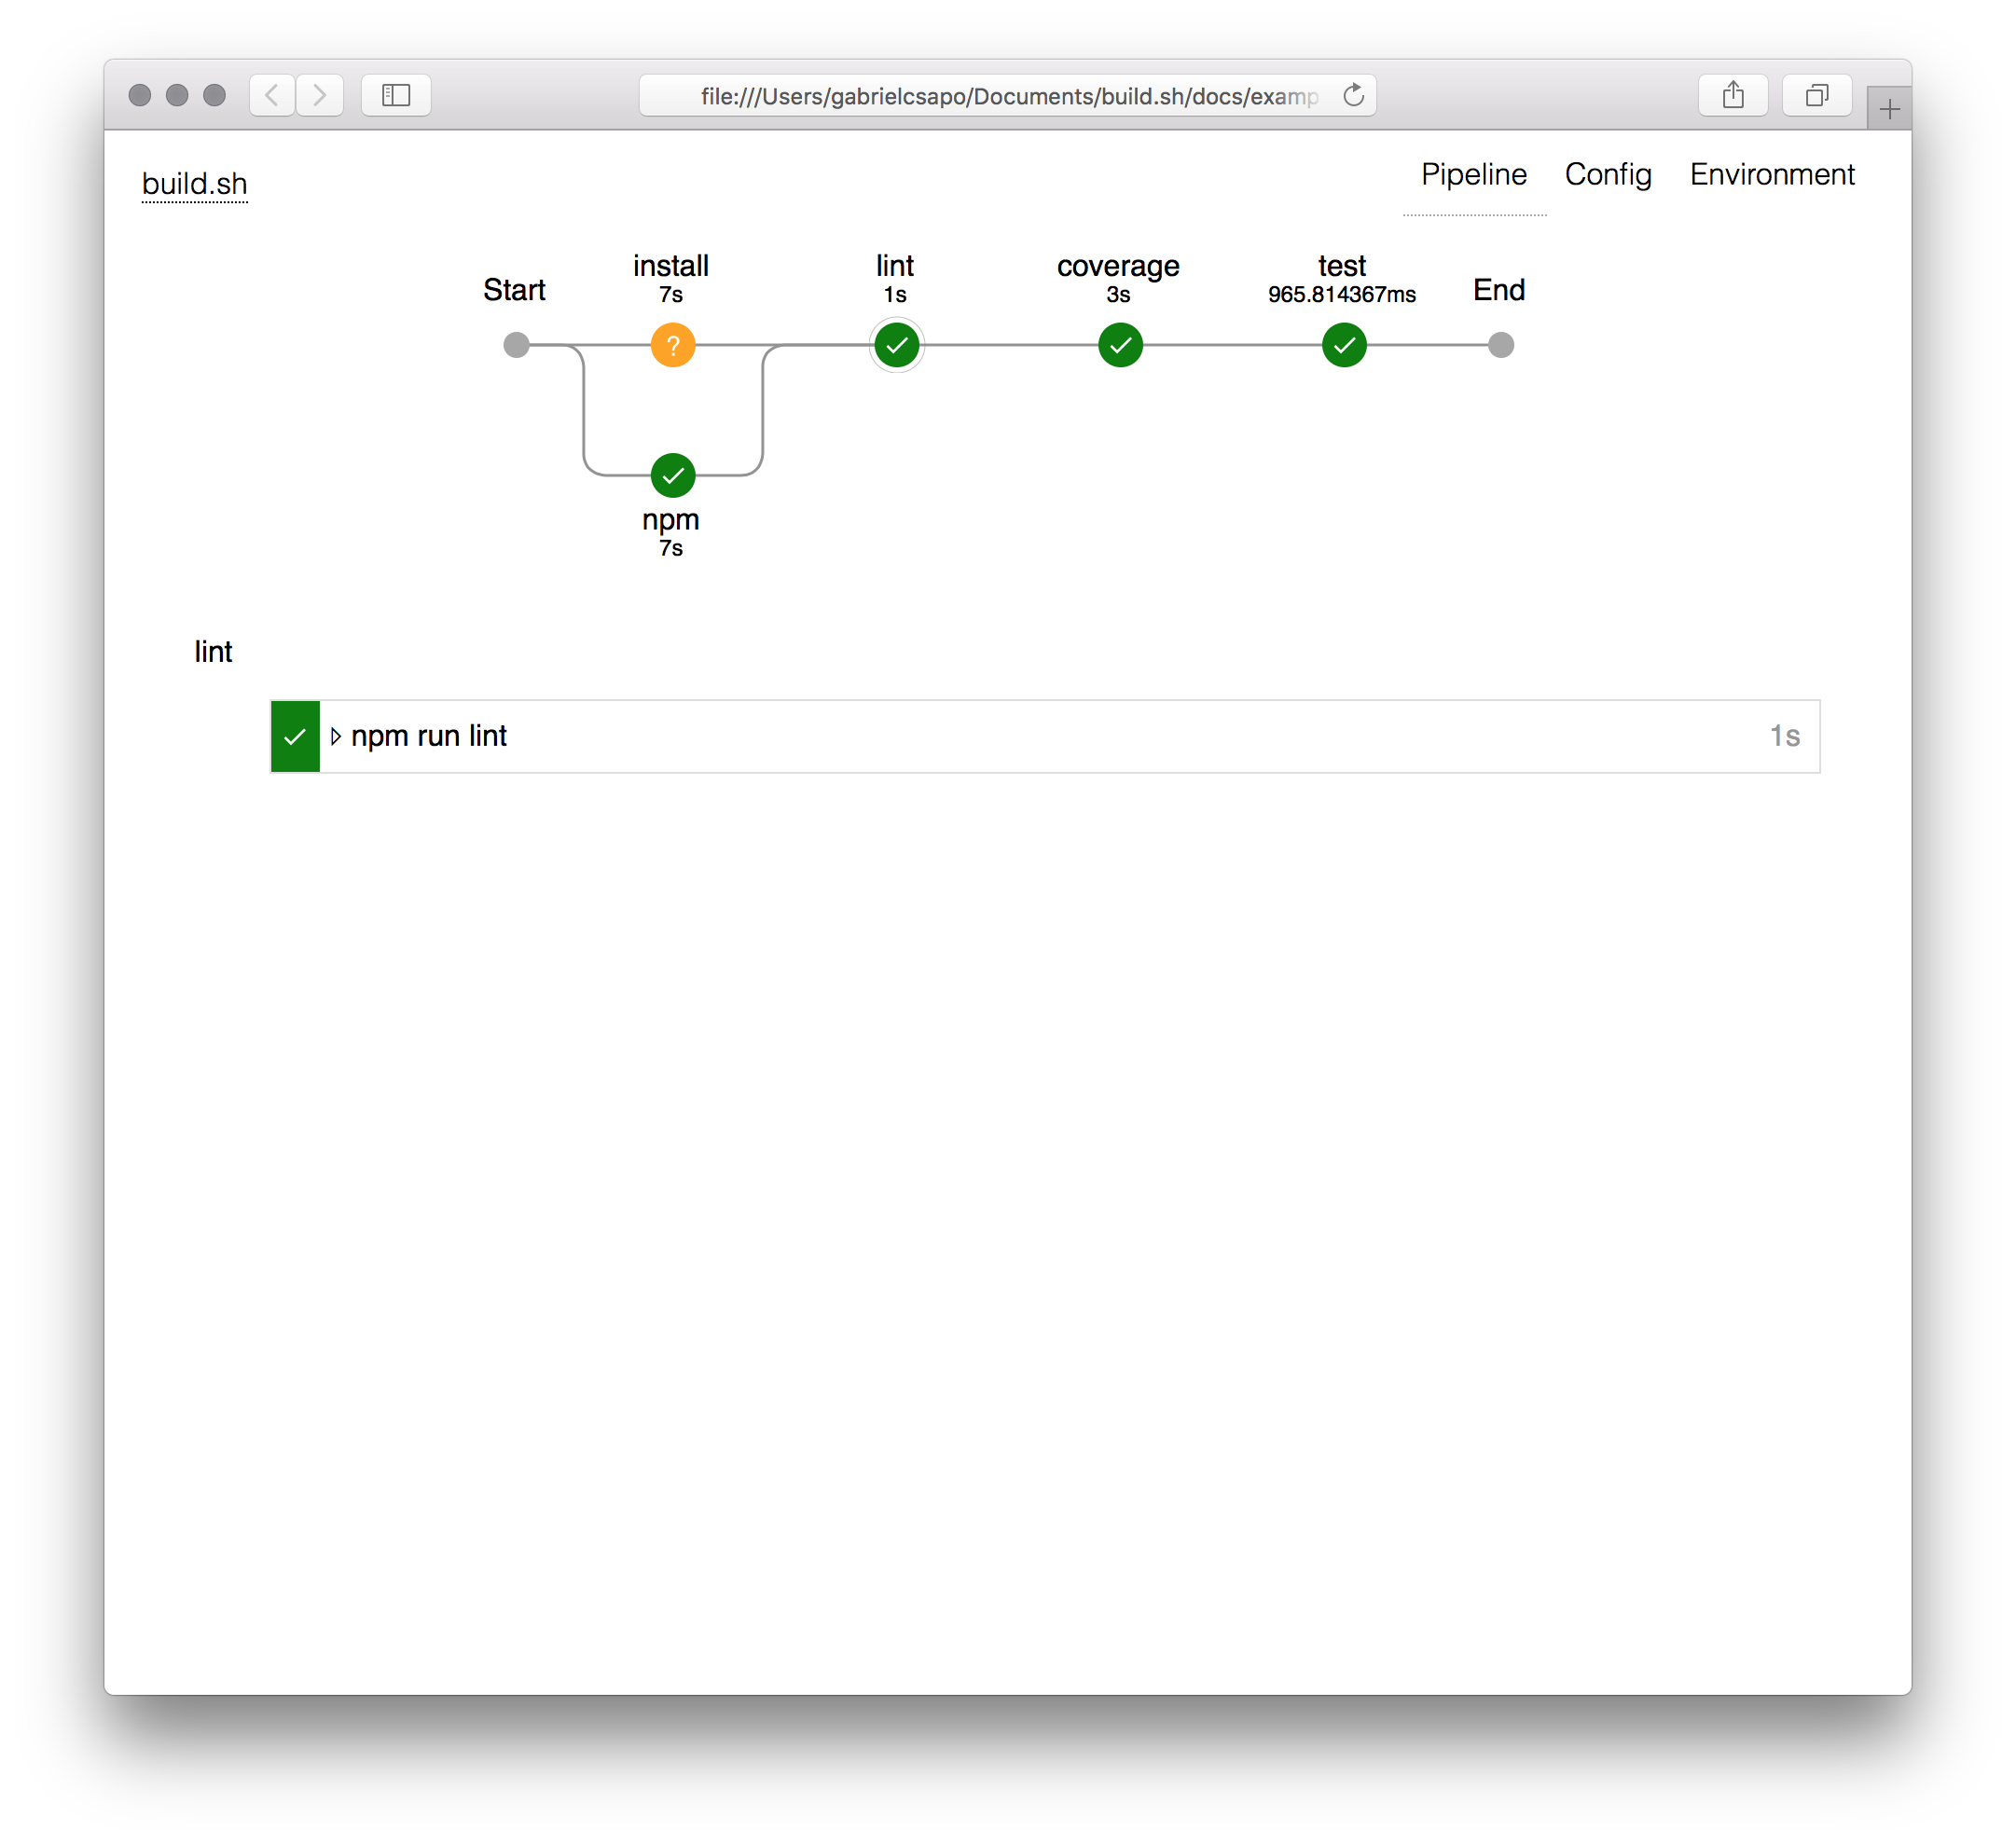 file:///Users/gabrielcsapo/Documents/build.sh/docs/examp
build.sh
Pipeline Config Environment
Start install lint coverage test End
7s 1s 3s 965.814367ms
?
npm
7s
lint
npm run lint 1s